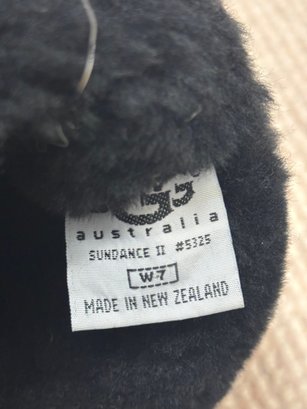 australia
SUNDANCE II #5325
W-7
MADE IN NEW ZEALAND